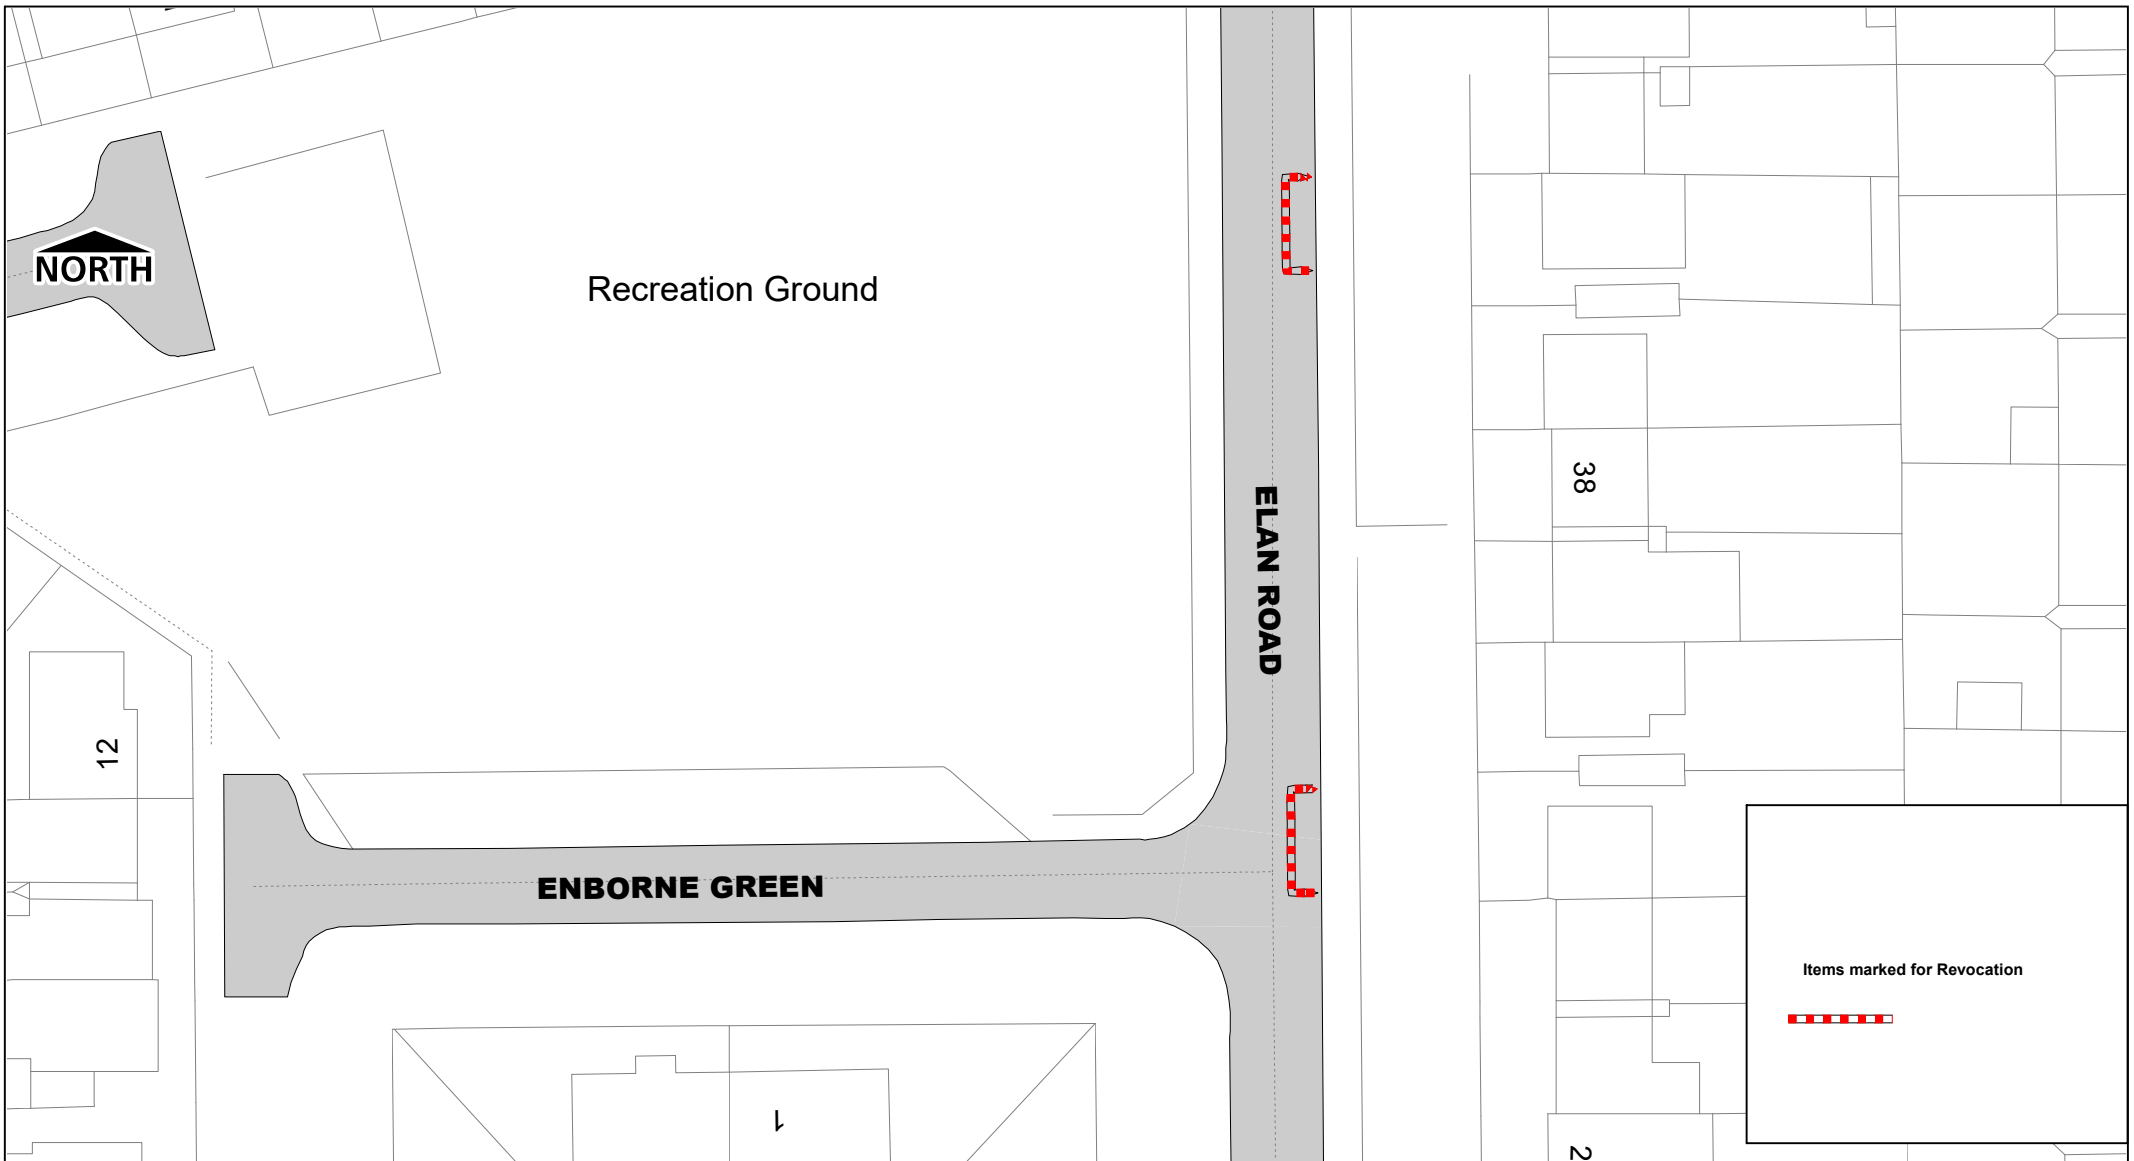 NORTH
Recreation Ground
38
ELAN ROAD
12
ENBORNE GREEN
Items marked for Revocation
1
2